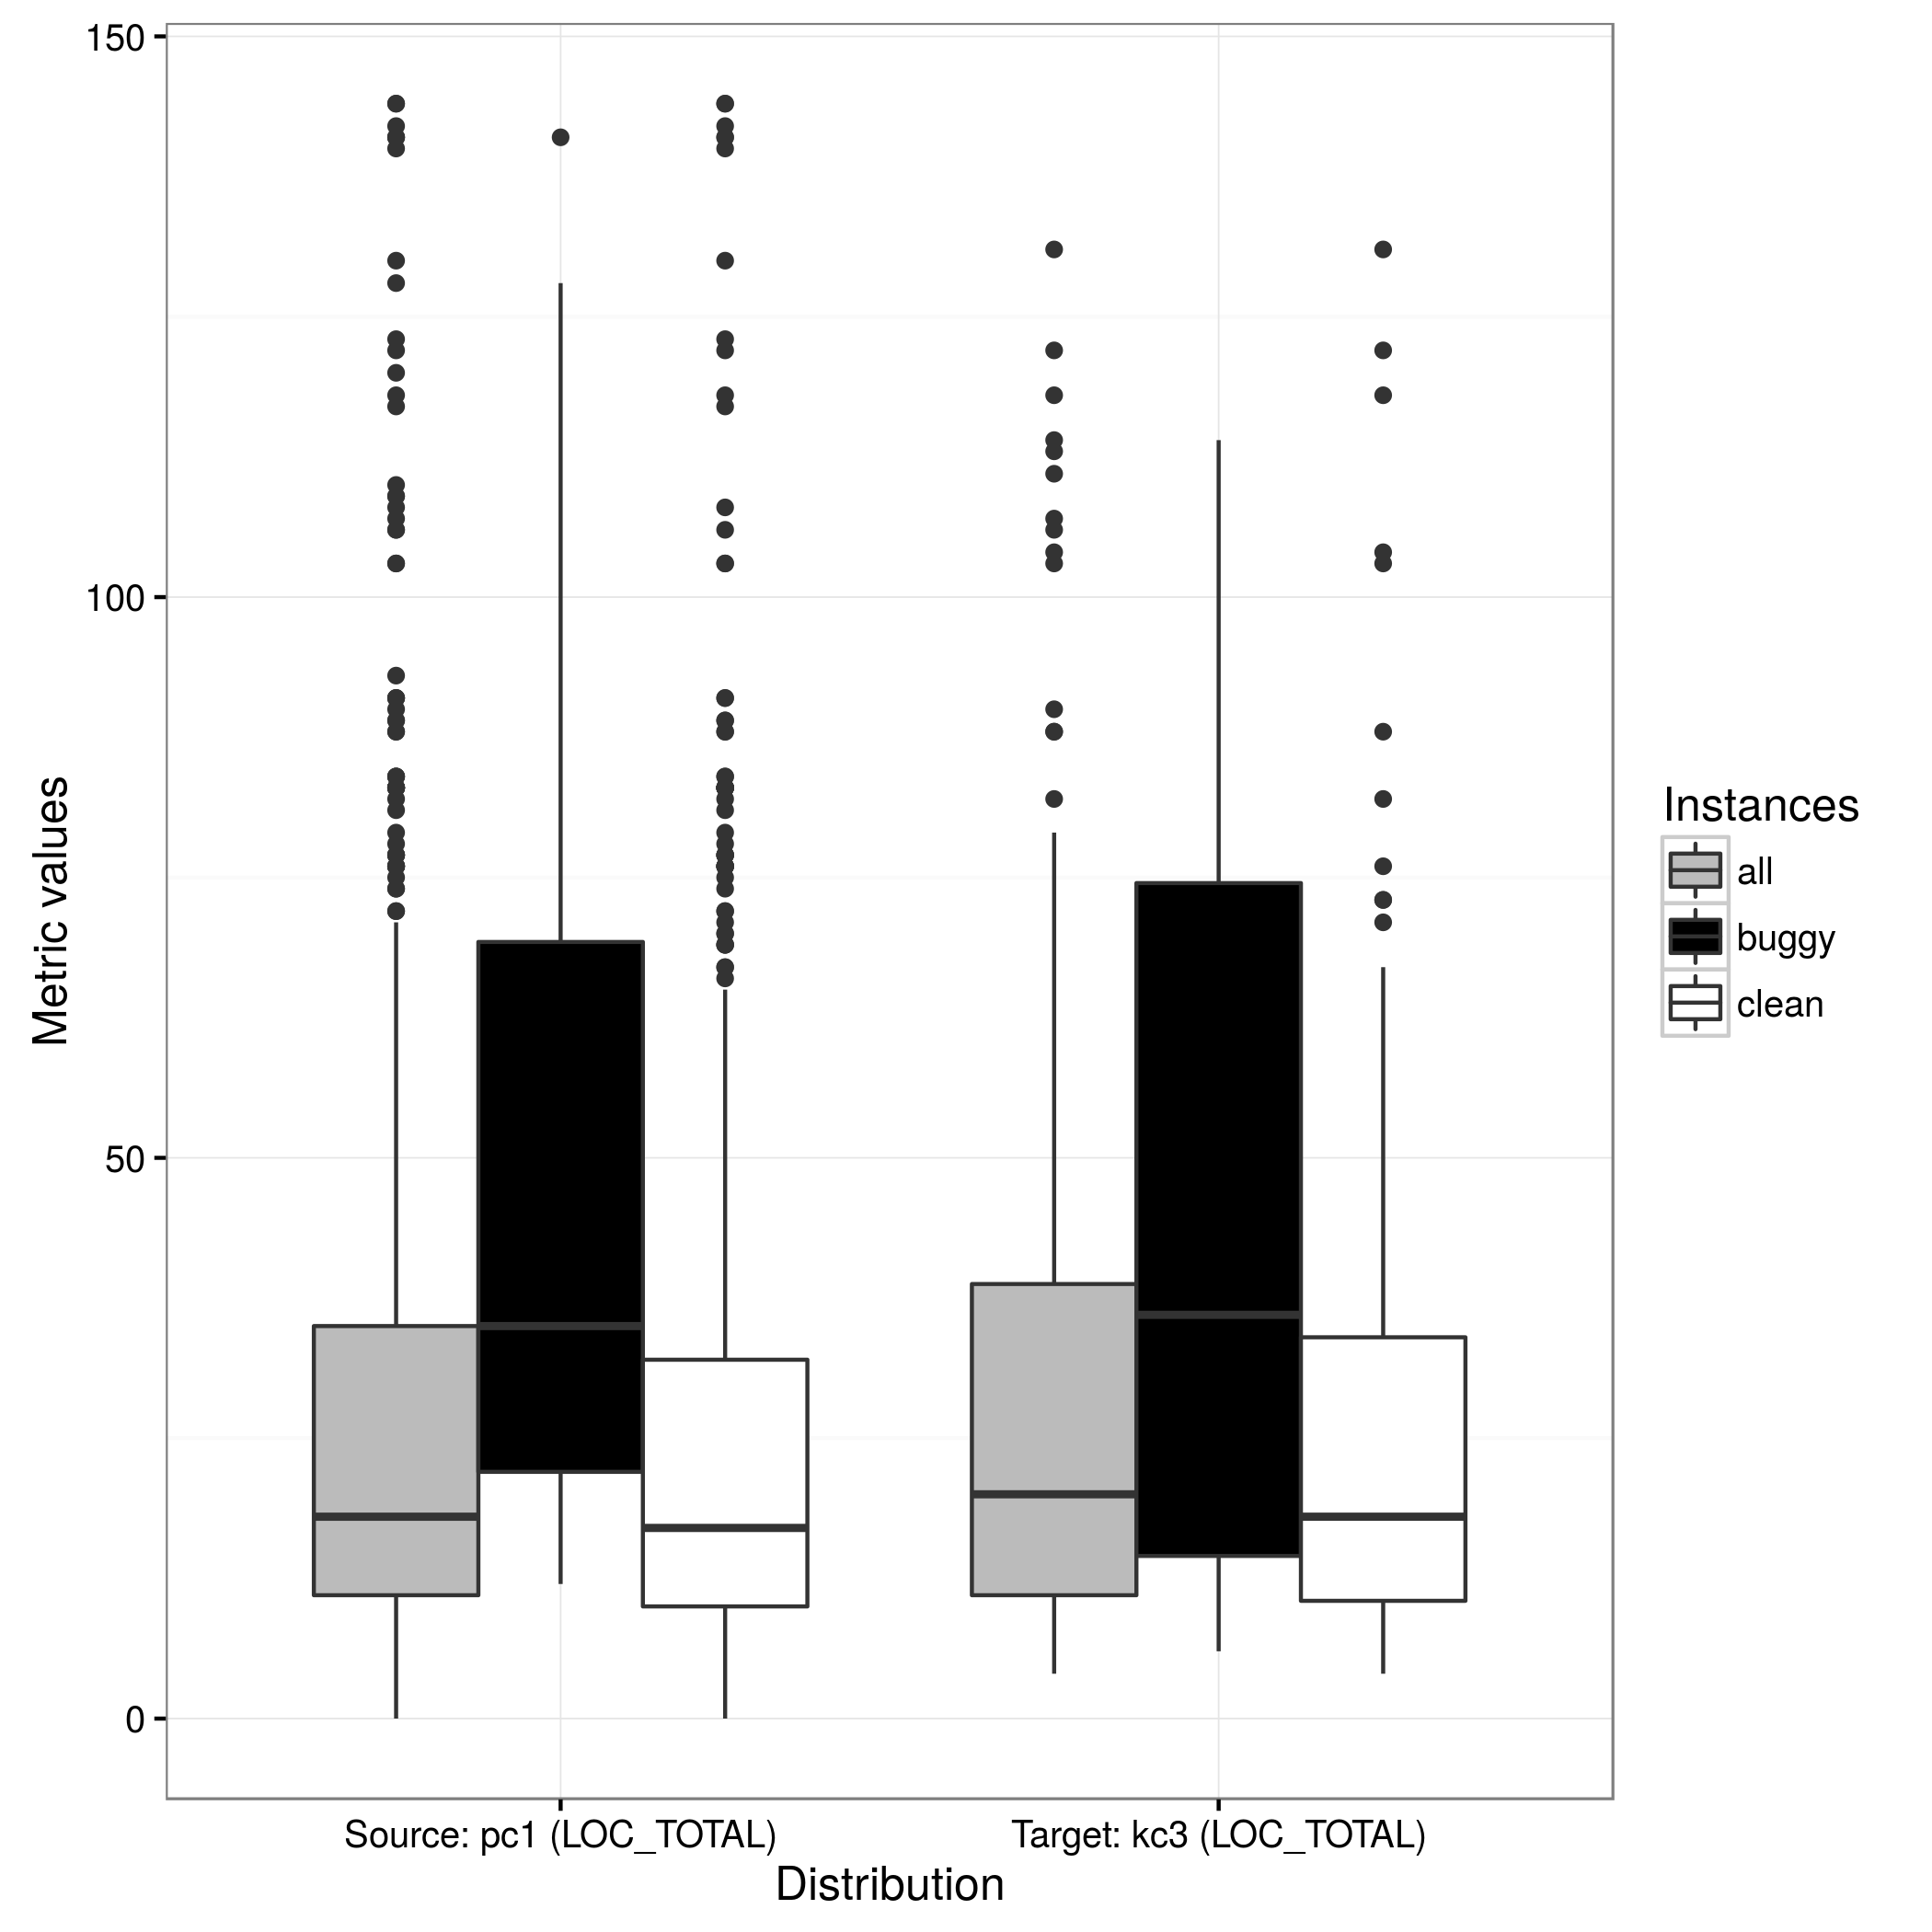 150
100
50
0
Metric values
Source: pc1 (LOC_TOTAL)
Target: kc3 (LOC_TOTAL)
Distribution
Instances
all
buggy
clean